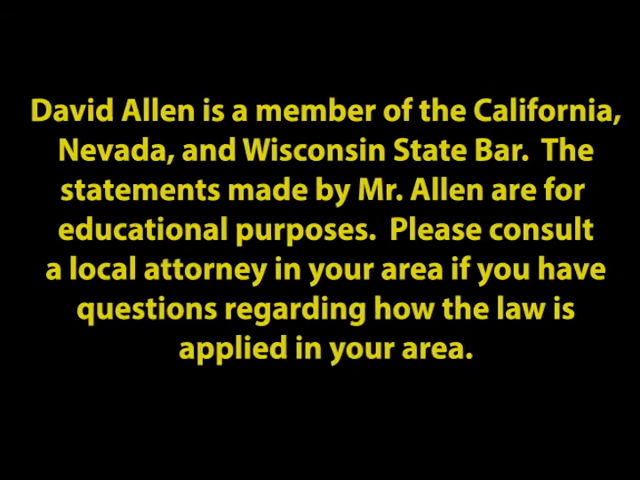 David Allen is a member of the California,
Nevada, and Wisconsin State Bar.  The
statements made by Mr. Allen are for
educational purposes.  Please consult
a local attorney in your area if you have
questions regarding how the law is
applied in your area.